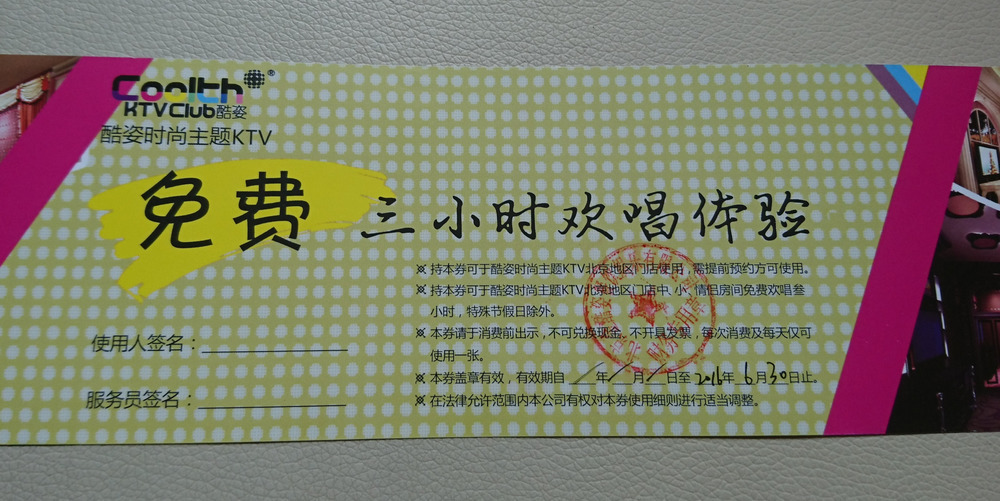 Coolth®
KTV Club酷姿
酷姿时尚主题KTV
免费 三小时欢唱体验
※ 持本券可于酷姿时尚主题KTV北京地区门店使用,需提前预约方可使用。
※ 持本券可于酷姿时尚主题KTV北京地区门店中、小、情侣房间免费欢唱叁
小时，特殊节假日除外。
※ 本券请于消费前出示，不可兑换现金，不开具发票，每次消费及每天仅可
使用一张。
※ 本券盖章有效，有效期自 / 年 / 月 / 日至 2016年 6月30日止。
※ 在法律允许范围内本公司有权对本券使用细则进行适当调整。
使用人签名：
服务员签名：